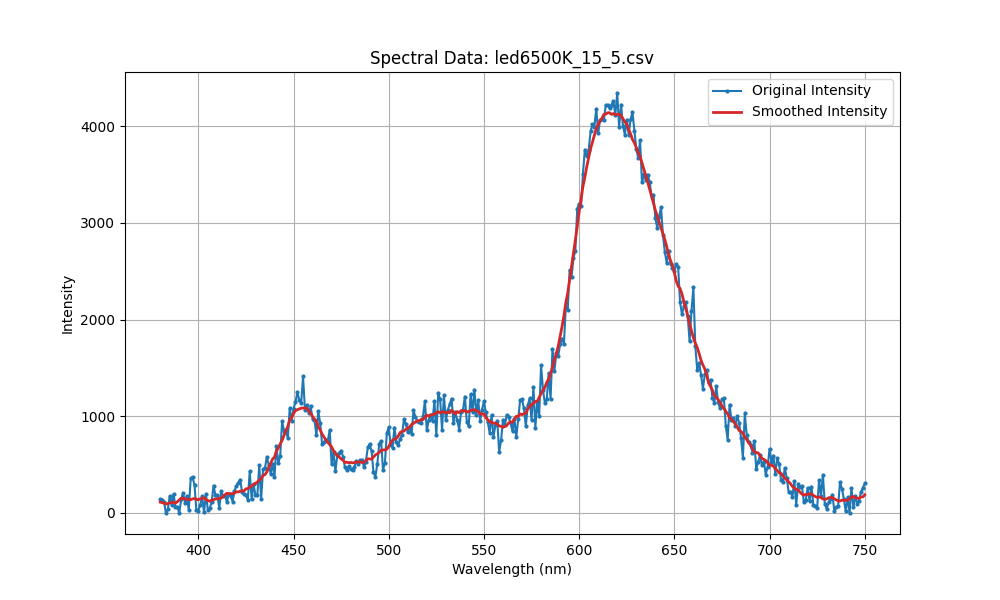 Spectral Data: led6500K_15_5.csv
Original Intensity
Smoothed Intensity
Intensity
4000
3000
2000
1000
0
400 450 500 550 600 650 700 750
Wavelength (nm)